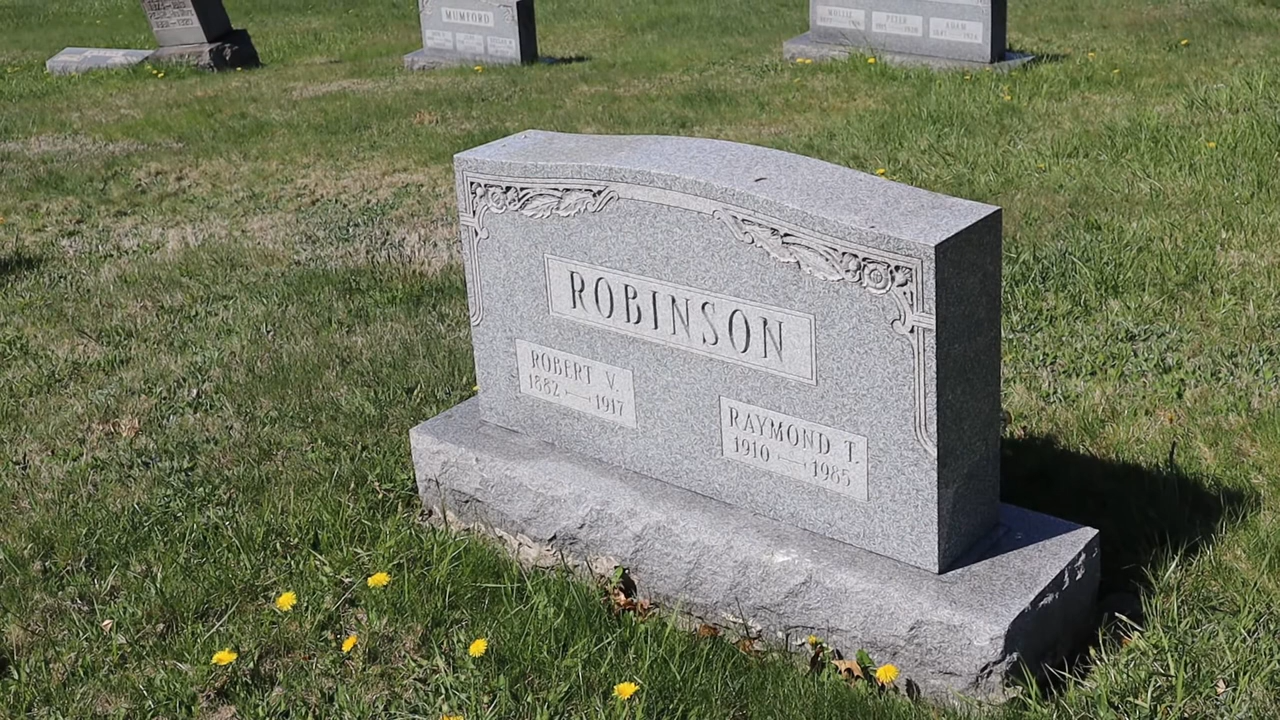 MUMFORD
PETER
ADAM
ROBINSON
ROBERT V.
1882 — 1917
RAYMOND T.
1910 — 1985